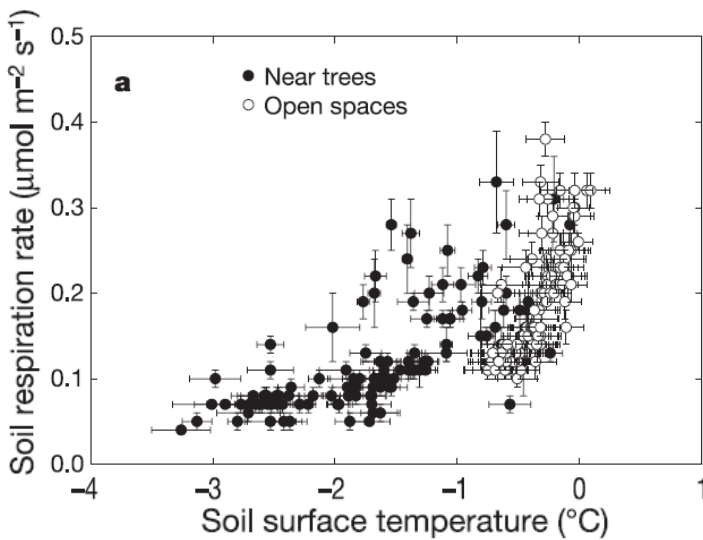 a
Near trees
Open spaces
Soil respiration rate (µmol m⁻² s⁻¹)
0.5
0.4
0.3
0.2
0.1
0.0
−4 −3 −2 −1 0 1
Soil surface temperature (°C)